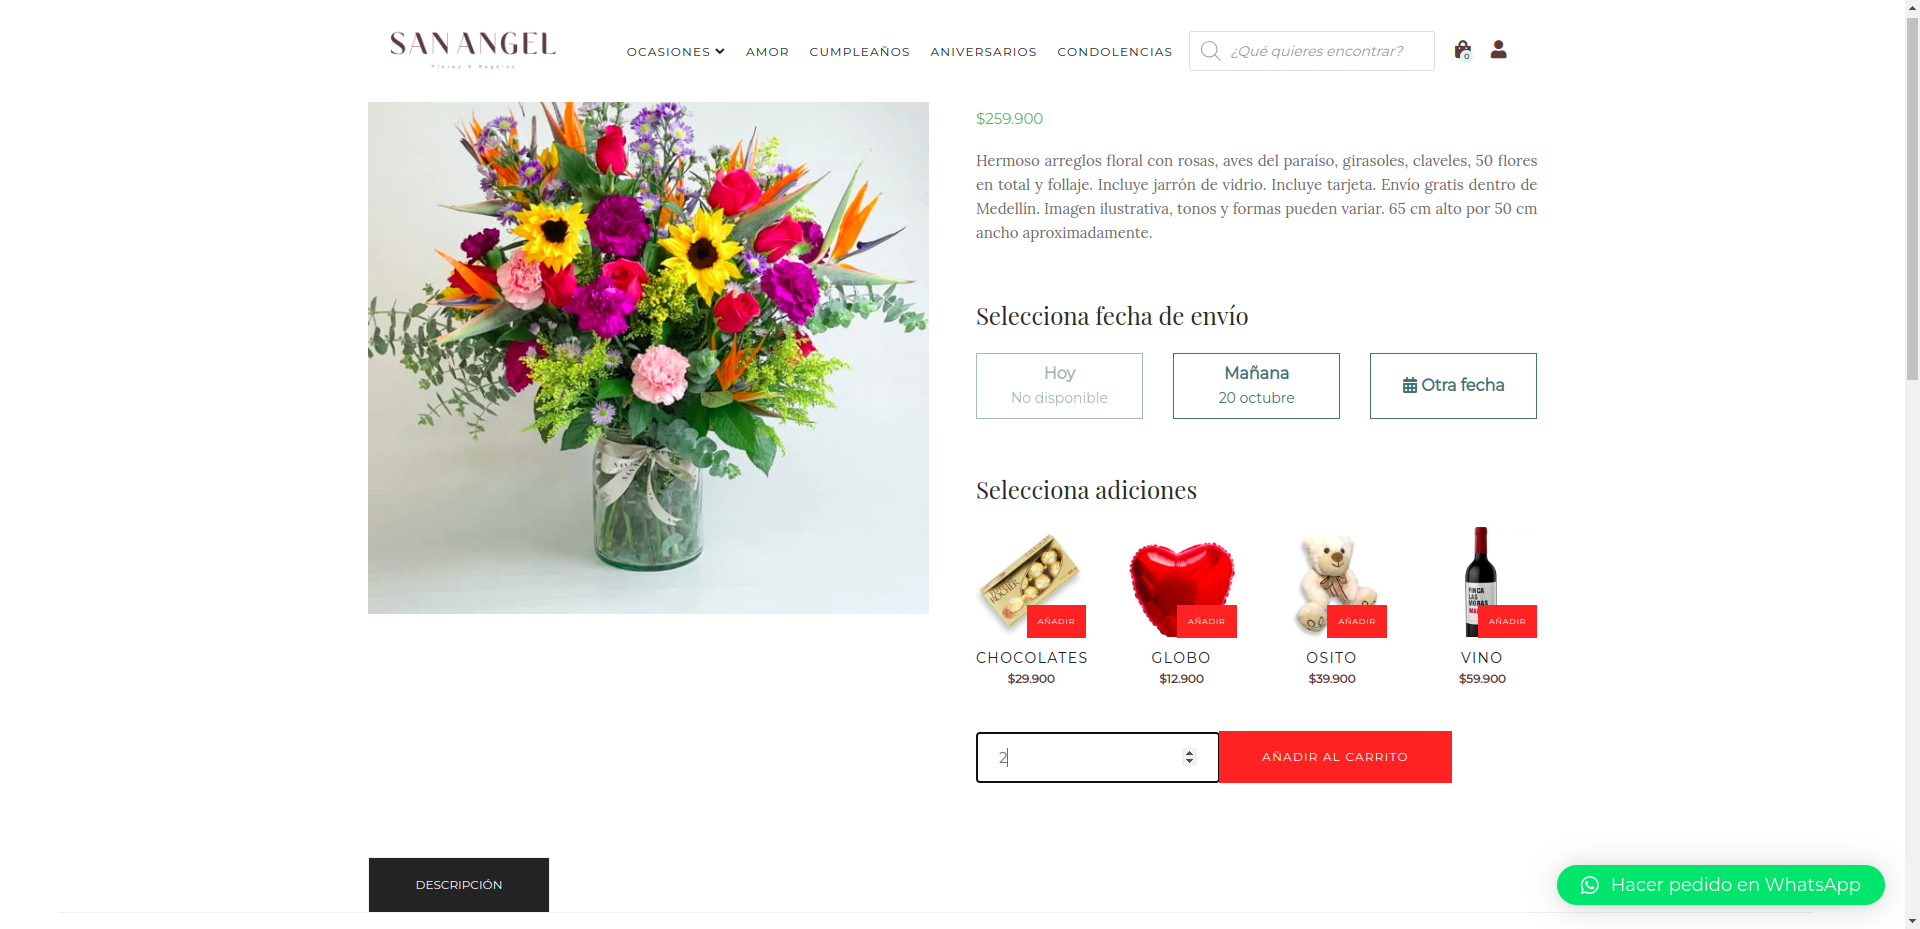 SAN ANGEL
Flores & Regalos
OCASIONES
AMOR
CUMPLEAÑOS
ANIVERSARIOS
CONDOLENCIAS
¿Qué quieres encontrar?
0
$259.900
Hermoso arreglos floral con rosas, aves del paraíso, girasoles, claveles, 50 flores
en total y follaje. Incluye jarrón de vidrio. Incluye tarjeta. Envío gratis dentro de
Medellín. Imagen ilustrativa, tonos y formas pueden variar. 65 cm alto por 50 cm
ancho aproximadamente.
Selecciona fecha de envío
Hoy
No disponible
Mañana
20 octubre
Otra fecha
Selecciona adiciones
ROCHER
FINCA
LAS
MORAS
AÑADIR
AÑADIR
AÑADIR
AÑADIR
CHOCOLATES
GLOBO
OSITO
VINO
$29.900
$12.900
$39.900
$59.900
2
AÑADIR AL CARRITO
DESCRIPCIÓN
Hacer pedido en WhatsApp